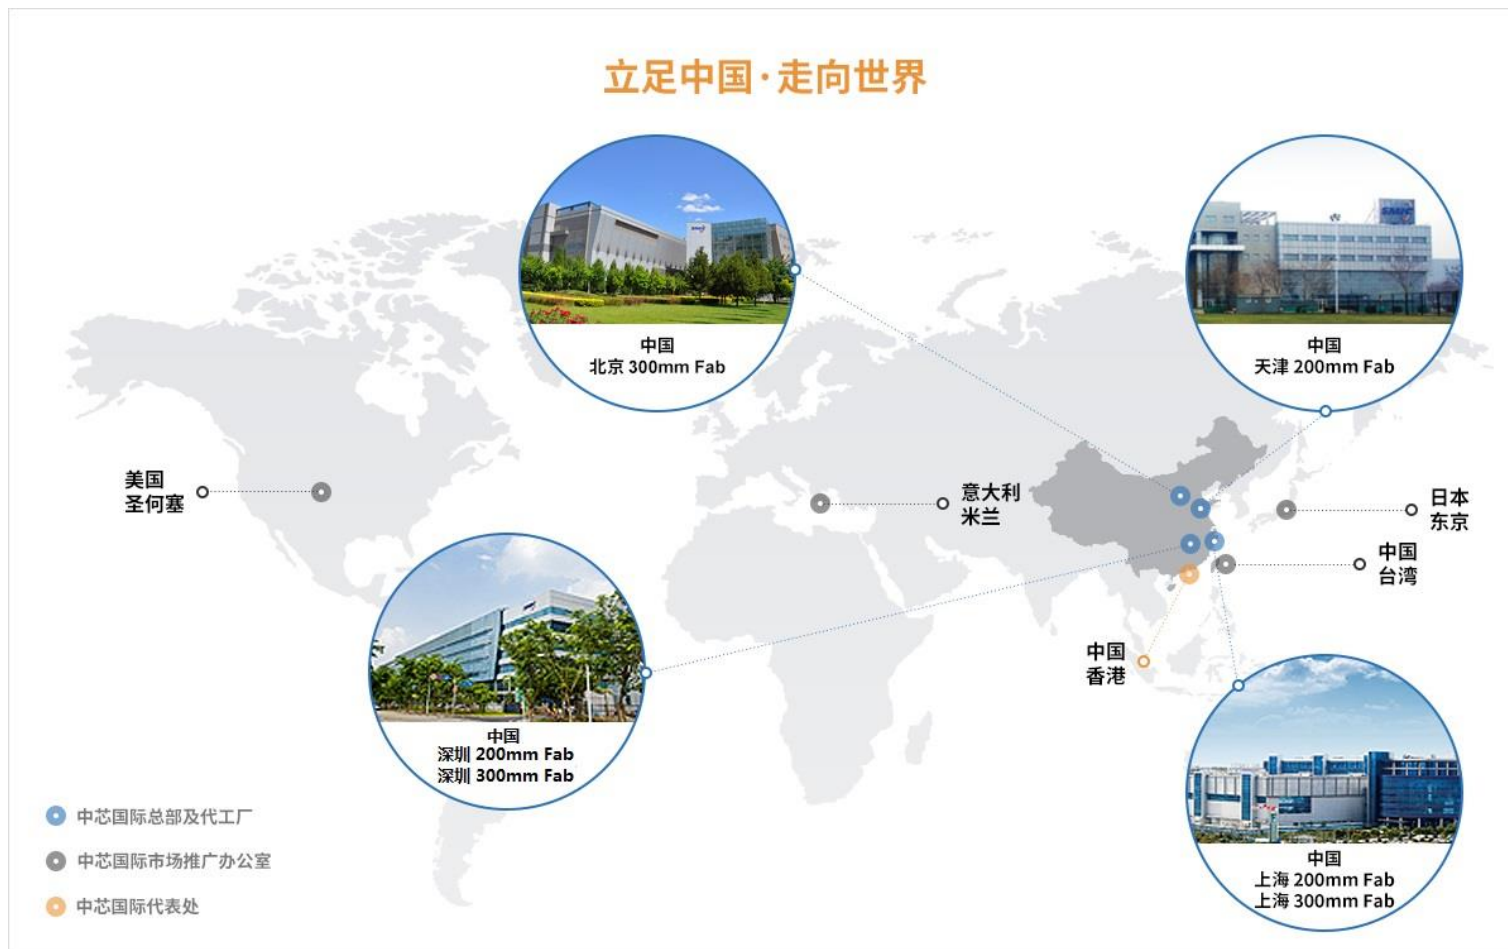 立足中国·走向世界
中国
北京 300mm Fab
中国
天津 200mm Fab
美国
圣何塞
意大利
米兰
日本
东京
中国
台湾
中国
香港
中国
深圳 200mm Fab
深圳 300mm Fab
中国
上海 200mm Fab
上海 300mm Fab
中芯国际总部及代工厂
中芯国际市场推广办公室
中芯国际代表处
SMIC